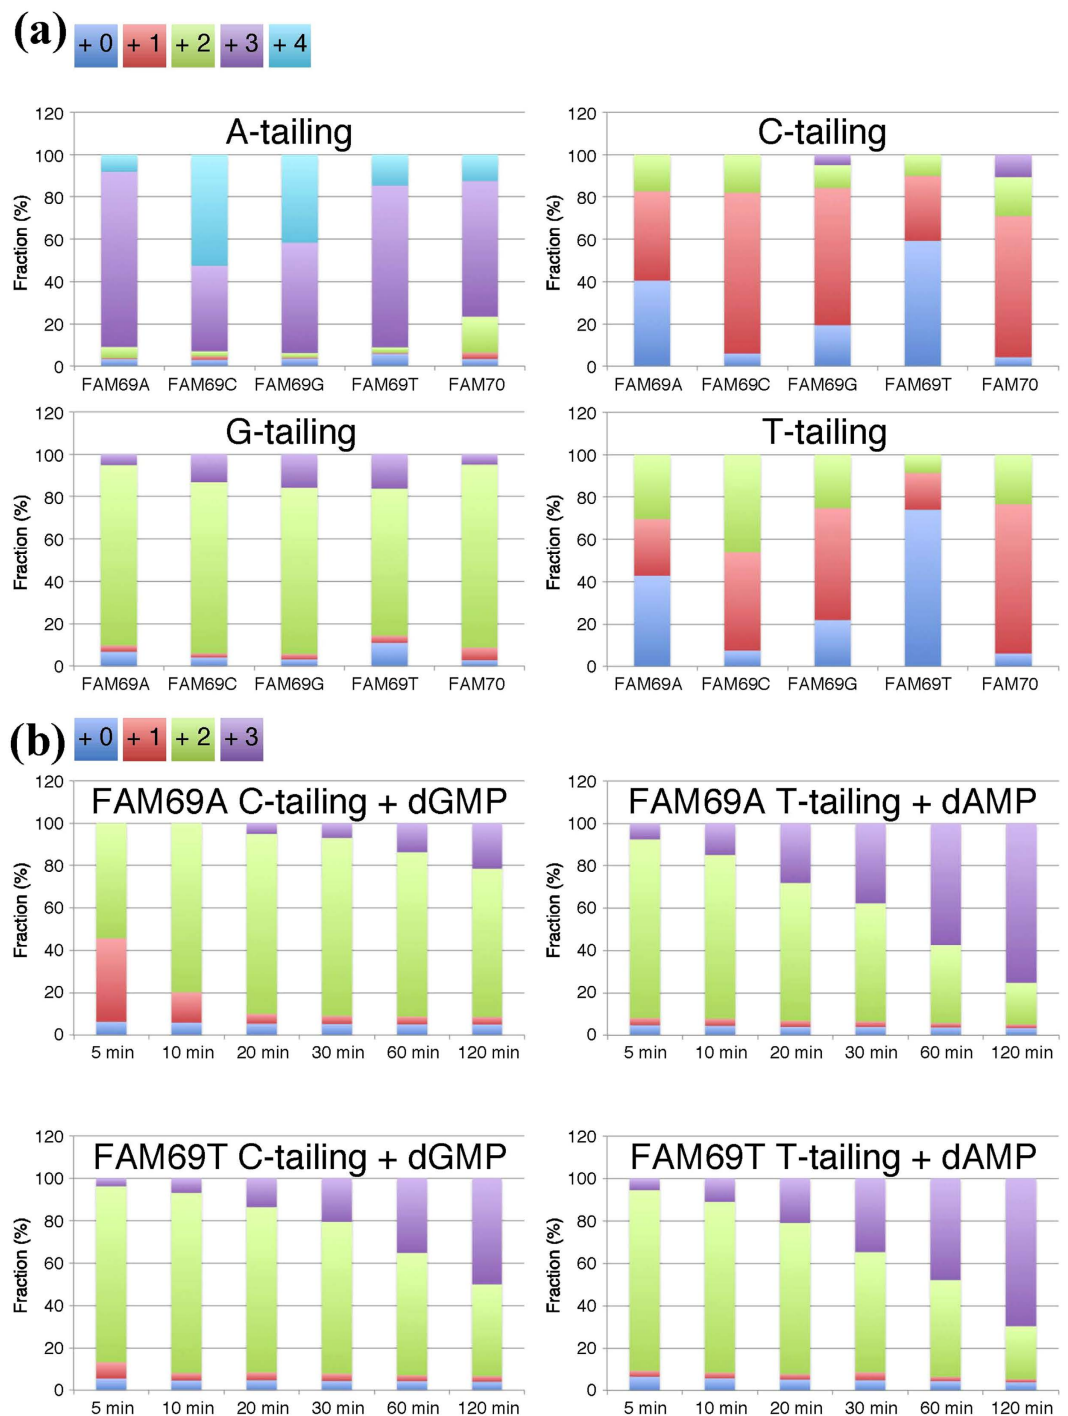 (a) + 0 + 1 + 2 + 3 + 4
A-tailing
Fraction (%)
120
100
80
60
40
20
0
FAM69A FAM69C FAM69G FAM69T FAM70
C-tailing
Fraction (%)
120
100
80
60
40
20
0
FAM69A FAM69C FAM69G FAM69T FAM70
G-tailing
Fraction (%)
120
100
80
60
40
20
0
FAM69A FAM69C FAM69G FAM69T FAM70
T-tailing
Fraction (%)
120
100
80
60
40
20
0
FAM69A FAM69C FAM69G FAM69T FAM70
(b) + 0 + 1 + 2 + 3
FAM69A C-tailing + dGMP
Fraction (%)
120
100
80
60
40
20
0
5 min 10 min 20 min 30 min 60 min 120 min
FAM69A T-tailing + dAMP
Fraction (%)
120
100
80
60
40
20
0
5 min 10 min 20 min 30 min 60 min 120 min
FAM69T C-tailing + dGMP
Fraction (%)
120
100
80
60
40
20
0
5 min 10 min 20 min 30 min 60 min 120 min
FAM69T T-tailing + dAMP
Fraction (%)
120
100
80
60
40
20
0
5 min 10 min 20 min 30 min 60 min 120 min